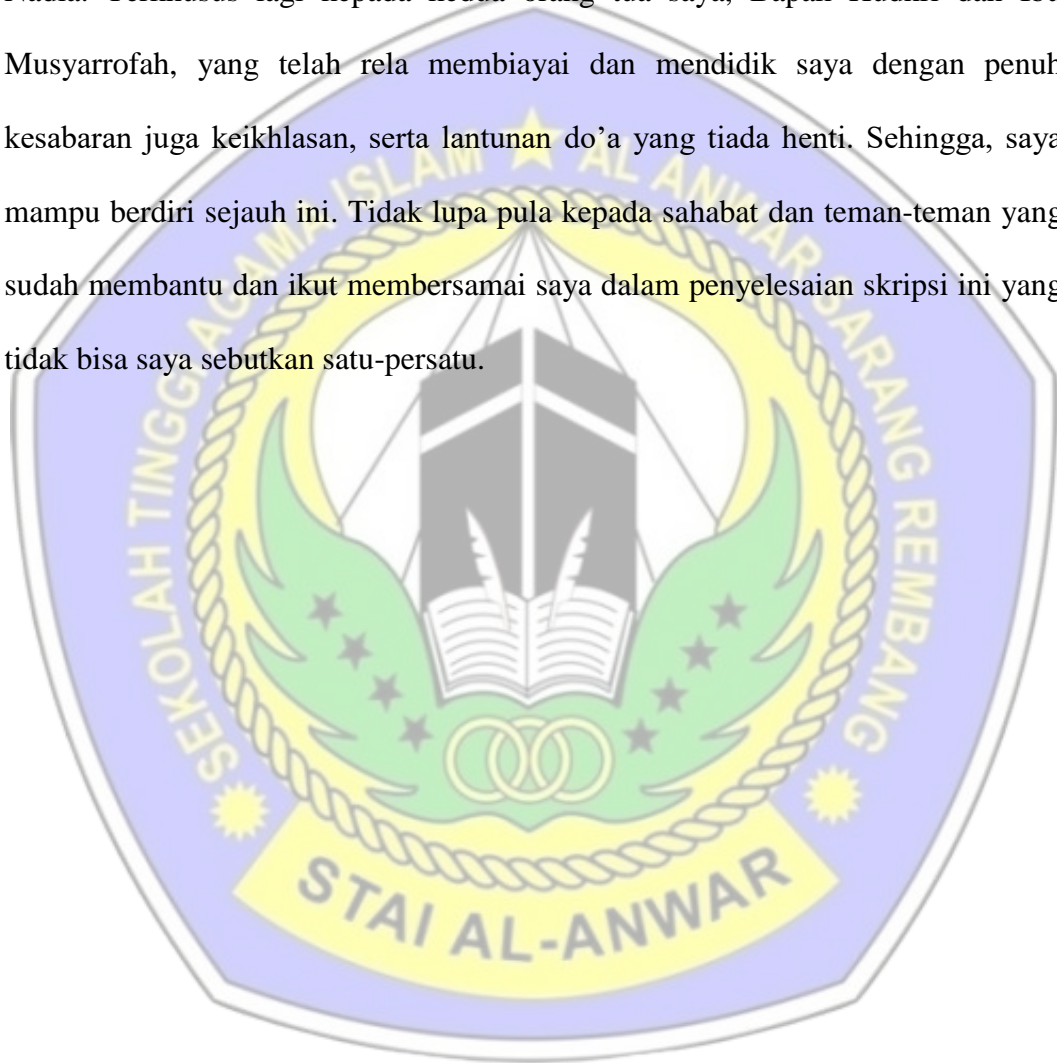 Musyarrofah, yang telah rela membiayai dan mendidik saya dengan penuh
kesabaran juga keikhlasan, serta lantunan do’a yang tiada henti. Sehingga, saya
mampu berdiri sejauh ini. Tidak lupa pula kepada sahabat dan teman-teman yang
sudah membantu dan ikut membersamai saya dalam penyelesaian skripsi ini yang
tidak bisa saya sebutkan satu-persatu.
SEKOLAH TINGGI AGAMA ISLAM AL ANWAR SARANG REMBANG
STAI AL-ANWAR